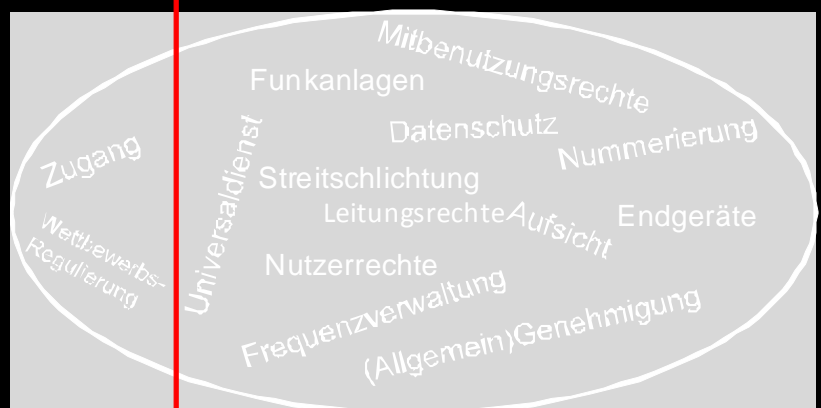 Mitbenutzungsrechte
Funkanlagen
Datenschutz
Nummerierung
Zugang
Universaldienst
Streitschlichtung
Leitungsrechte
Aufsicht
Endgeräte
Wettbewerbs-
Regulierung
Nutzerrechte
Frequenzverwaltung
(Allgemein)Genehmigung